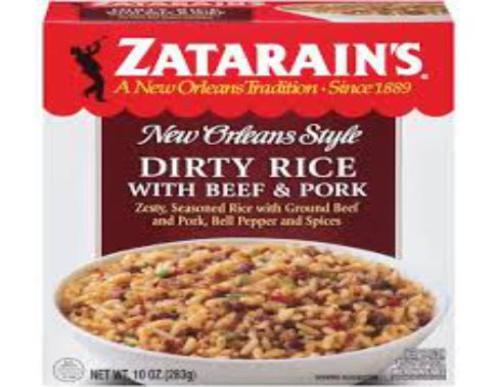 ZATARAIN'S
A New Orleans Tradition · Since 1889
New Orleans Style
DIRTY RICE
WITH BEEF & PORK
Zesty, Seasoned Rice with Ground Beef
and Pork, Bell Pepper and Spices
NET WT. 10 OZ. (283g)